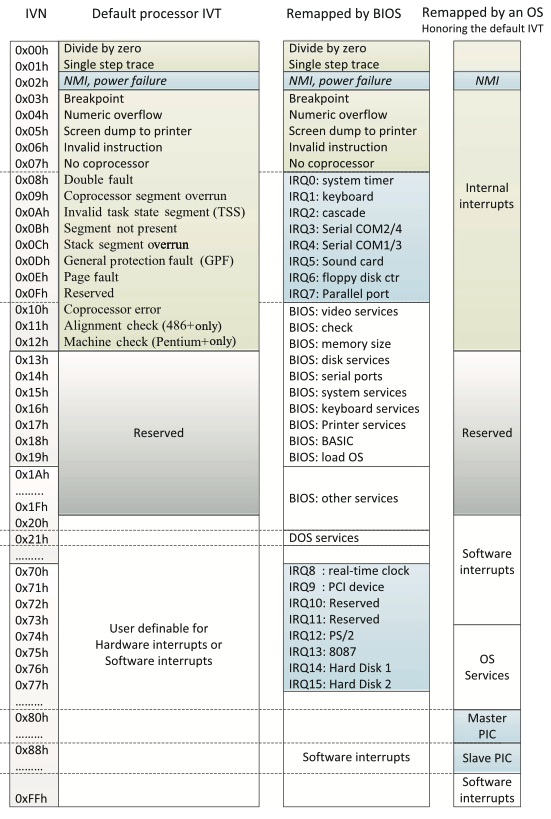 IVN Default processor IVT Remapped by BIOS Remapped by an OS
Honoring the default IVT
0x00h Divide by zero Divide by zero
0x01h Single step trace Single step trace
0x02h NMI, power failure NMI, power failure NMI
0x03h Breakpoint Breakpoint
0x04h Numeric overflow Numeric overflow
0x05h Screen dump to printer Screen dump to printer
0x06h Invalid instruction Invalid instruction
0x07h No coprocessor No coprocessor
0x08h Double fault IRQ0: system timer Internal
0x09h Coprocessor segment overrun IRQ1: keyboard interrupts
0x0Ah Invalid task state segment (TSS) IRQ2: cascade
0x0Bh Segment not present IRQ3: Serial COM2/4
0x0Ch Stack segment overrun IRQ4: Serial COM1/3
0x0Dh General protection fault (GPF) IRQ5: Sound card
0x0Eh Page fault IRQ6: floppy disk ctr
0x0Fh Reserved IRQ7: Parallel port
0x10h Coprocessor error BIOS: video services
0x11h Alignment check (486+only) BIOS: check
0x12h Machine check (Pentium+only) BIOS: memory size
0x13h BIOS: disk services
0x14h BIOS: serial ports
0x15h BIOS: system services
0x16h BIOS: keyboard services
0x17h Reserved BIOS: Printer services Reserved
0x18h BIOS: BASIC
0x19h BIOS: load OS
0x1Ah
......... BIOS: other services
0x1Fh
0x20h
0x21h DOS services
......... Software
0x70h IRQ8 : real-time clock interrupts
0x71h IRQ9 : PCI device
0x72h IRQ10: Reserved
0x73h User definable for IRQ11: Reserved
0x74h Hardware interrupts or IRQ12: PS/2
0x75h Software interrupts IRQ13: 8087 OS
0x76h IRQ14: Hard Disk 1 Services
0x77h IRQ15: Hard Disk 2
.........
0x80h Master
......... PIC
0x88h Software interrupts Slave PIC
.........
Software
0xFFh interrupts